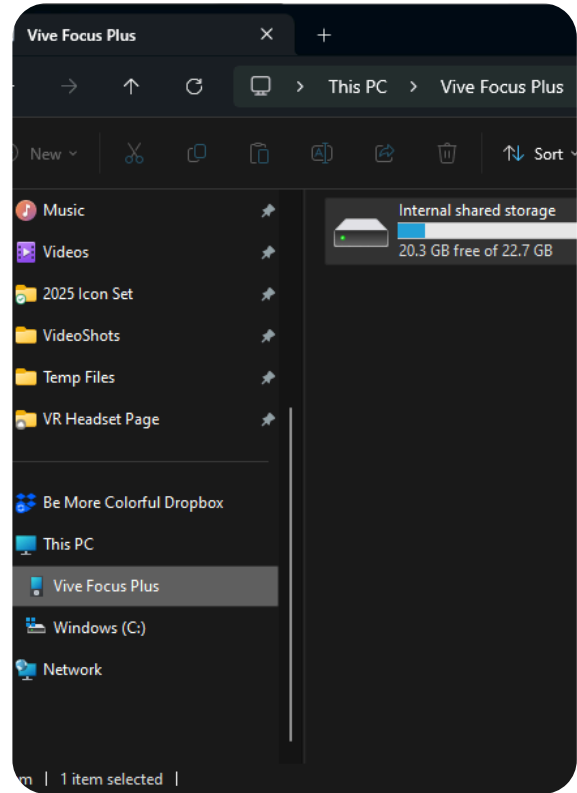 Vive Focus Plus
This PC > Vive Focus Plus
New
Sort
Music
Videos
2025 Icon Set
VideoShots
Temp Files
VR Headset Page
Be More Colorful Dropbox
This PC
Vive Focus Plus
Windows (C:)
Network
Internal shared storage
20.3 GB free of 22.7 GB
1 item selected